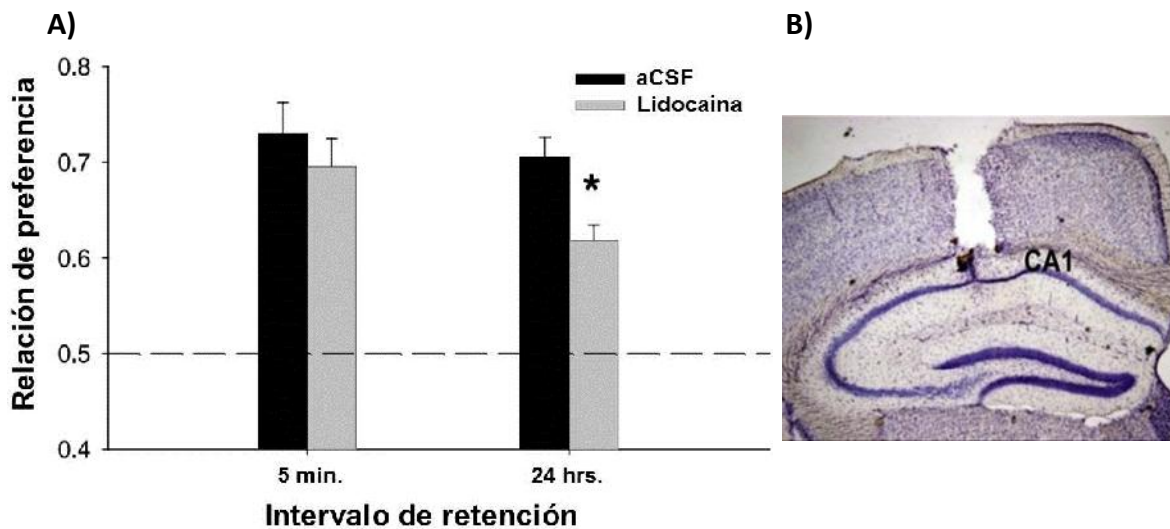 A)
B)
0.8
0.7
0.6
0.5
0.4
Relación de preferencia
aCSF
Lidocaina
*
5 min.
24 hrs.
Intervalo de retención
CA1